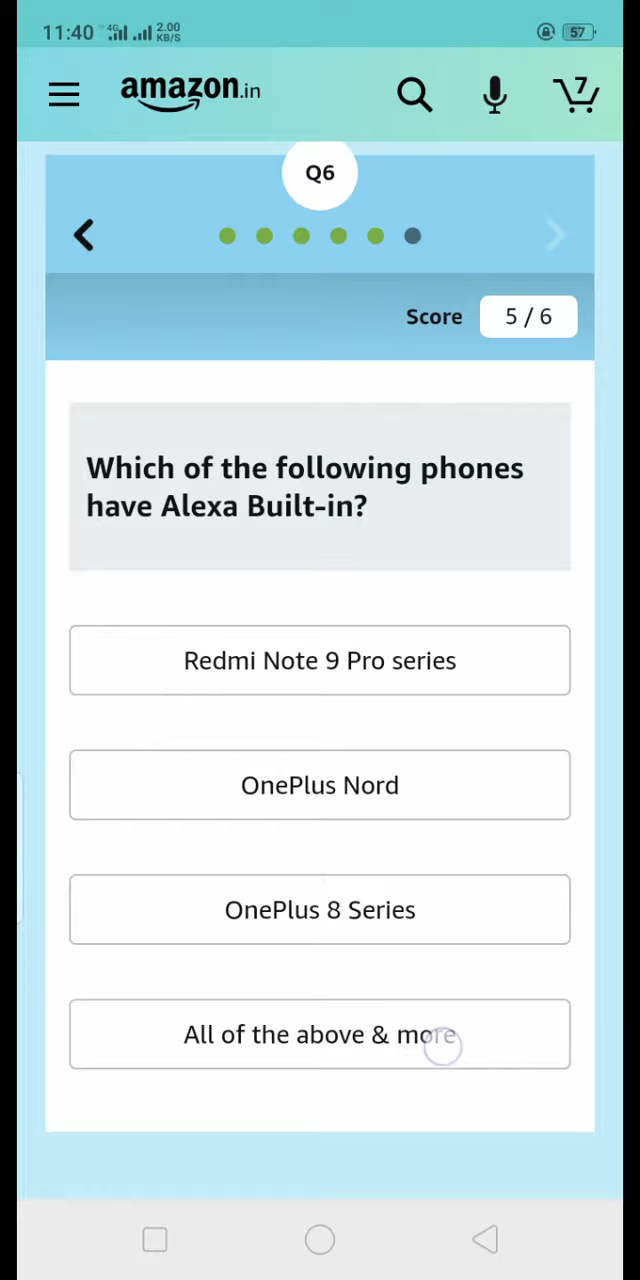 11:40 4G 2.00 KB/S 57
amazon.in 7
Q6
Score 5 / 6
Which of the following phones
have Alexa Built-in?
Redmi Note 9 Pro series
OnePlus Nord
OnePlus 8 Series
All of the above & more